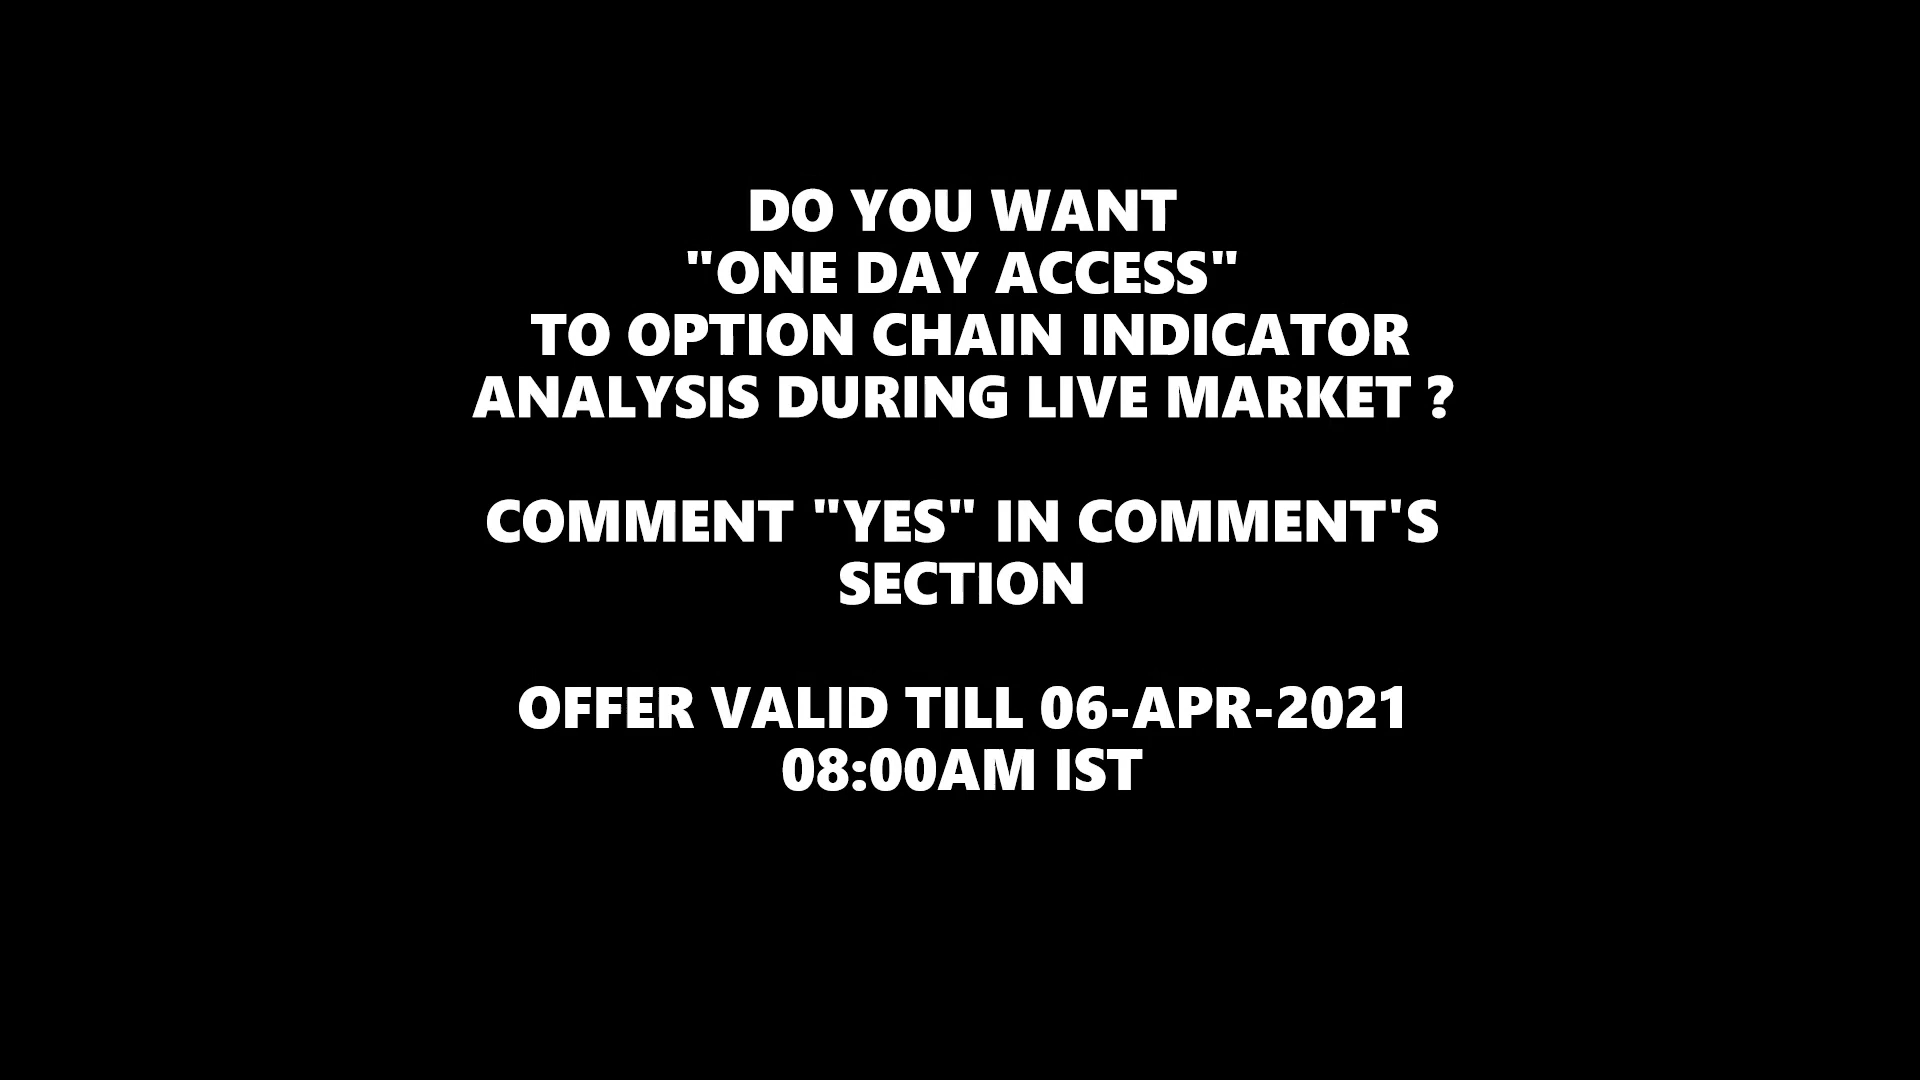 DO YOU WANT
"ONE DAY ACCESS"
TO OPTION CHAIN INDICATOR
ANALYSIS DURING LIVE MARKET ?
COMMENT "YES" IN COMMENT'S
SECTION
OFFER VALID TILL 06-APR-2021
08:00AM IST